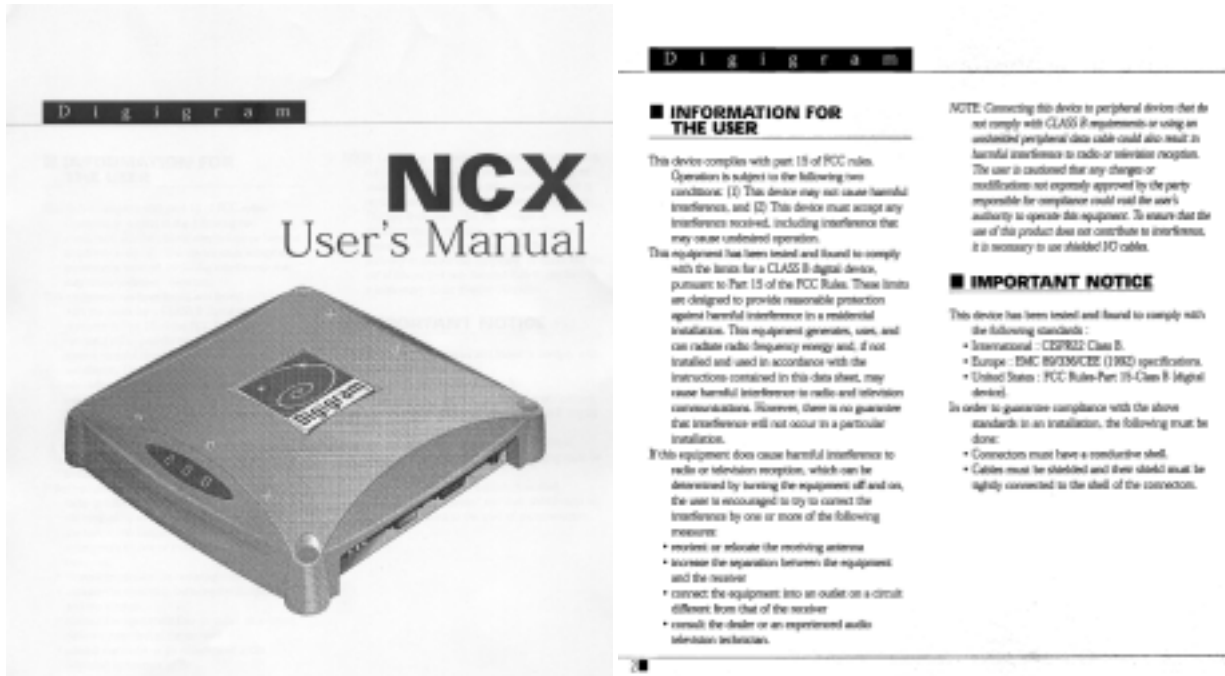 Digigram
NCX
User's Manual
Digigram
Digigram
■ INFORMATION FOR
THE USER
This device complies with part 15 of FCC rules.
Operation is subject to the following two
conditions: (1) This device may not cause harmful
interference, and (2) This device must accept any
interference received, including interference that
may cause undesired operation.
This equipment has been tested and found to comply
with the limits for a CLASS B digital device,
pursuant to Part 15 of the FCC Rules. These limits
are designed to provide reasonable protection
against harmful interference in a residential
installation. This equipment generates, uses, and
can radiate radio frequency energy and, if not
installed and used in accordance with the
instructions contained in this data sheet, may
cause harmful interference to radio and television
communications. However, there is no guarantee
that interference will not occur in a particular
installation.
If this equipment does cause harmful interference to
radio or television reception, which can be
determined by turning the equipment off and on,
the user is encouraged to try to correct the
interference by one or more of the following
measures:
• reorient or relocate the receiving antenna
• increase the separation between the equipment
and the receiver
• connect the equipment into an outlet on a circuit
different from that of the receiver
• consult the dealer or an experienced audio
television technician.
NOTE: Connecting this device to peripheral devices that do
not comply with CLASS B requirements or using an
unshielded peripheral data cable could also result in
harmful interference to radio or television reception.
The user is cautioned that any changes or
modifications not expressly approved by the party
responsible for compliance could void the user's
authority to operate this equipment. To ensure that the
use of this product does not contribute to interference,
it is necessary to use shielded I/O cables.
■ IMPORTANT NOTICE
This device has been tested and found to comply with
the following standards :
• International : CISPR22 Class B.
• Europe : EMC 89/336/CEE (1992) specifications.
• United States : FCC Rules-Part 15-Class B (digital
device).
In order to guarantee compliance with the above
standards in an installation, the following must be
done:
• Connectors must have a conductive shell.
• Cables must be shielded and their shield must be
tightly connected to the shell of the connectors.
2■